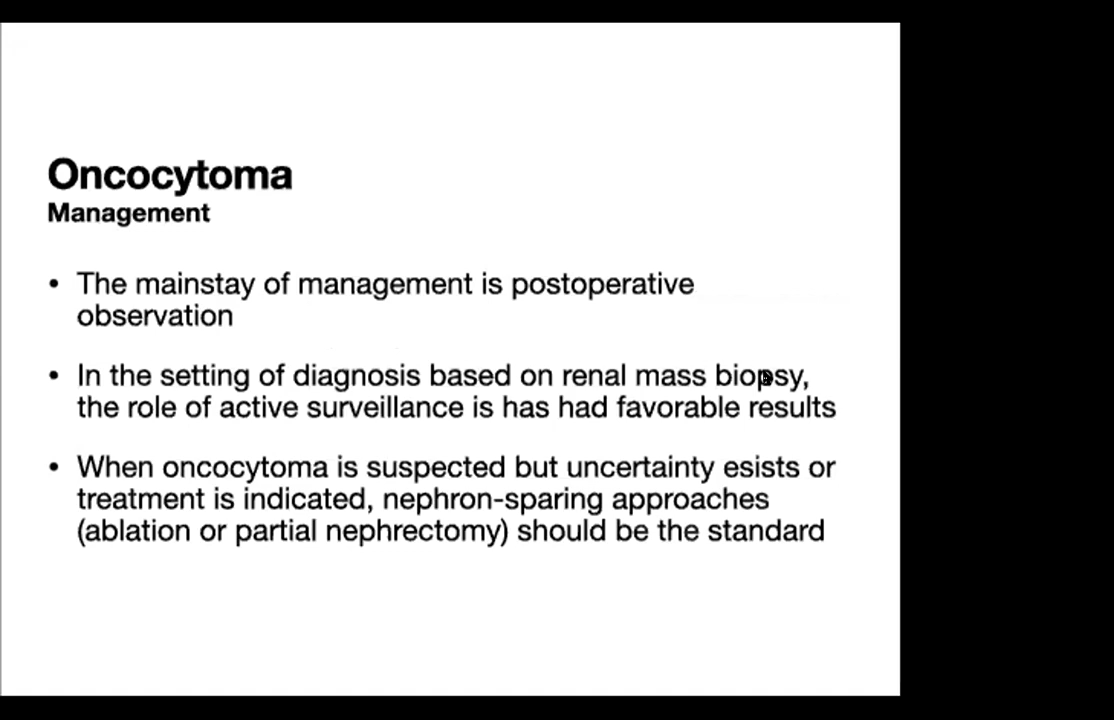 Oncocytoma
Management
• The mainstay of management is postoperative
observation
• In the setting of diagnosis based on renal mass biopsy,
the role of active surveillance is has had favorable results
• When oncocytoma is suspected but uncertainty esists or
treatment is indicated, nephron-sparing approaches
(ablation or partial nephrectomy) should be the standard